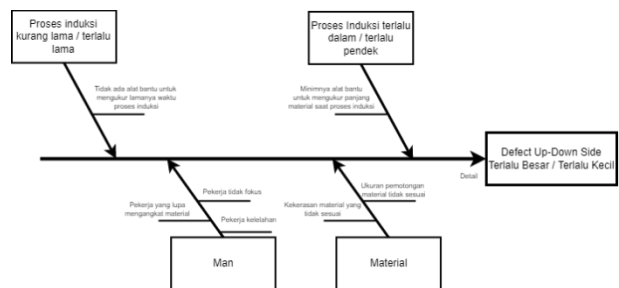 Proses induksi
kurang lama / terlalu
lama
Proses Induksi terlalu
dalam / terlalu
pendek
Tidak ada alat bantu untuk
mengukur lamanya waktu
proses induksi
Minimnya alat bantu
untuk mengukur panjang
material saat proses induksi
Defect Up-Down Side
Terlalu Besar / Terlalu Kecil
Detail
Pekerja tidak fokus
Pekerja yang lupa
mengangkat material
Pekerja kelelahan
Ukuran pemotongan
material tidak sesuai
Kekerasan material yang
tidak sesuai
Man
Material